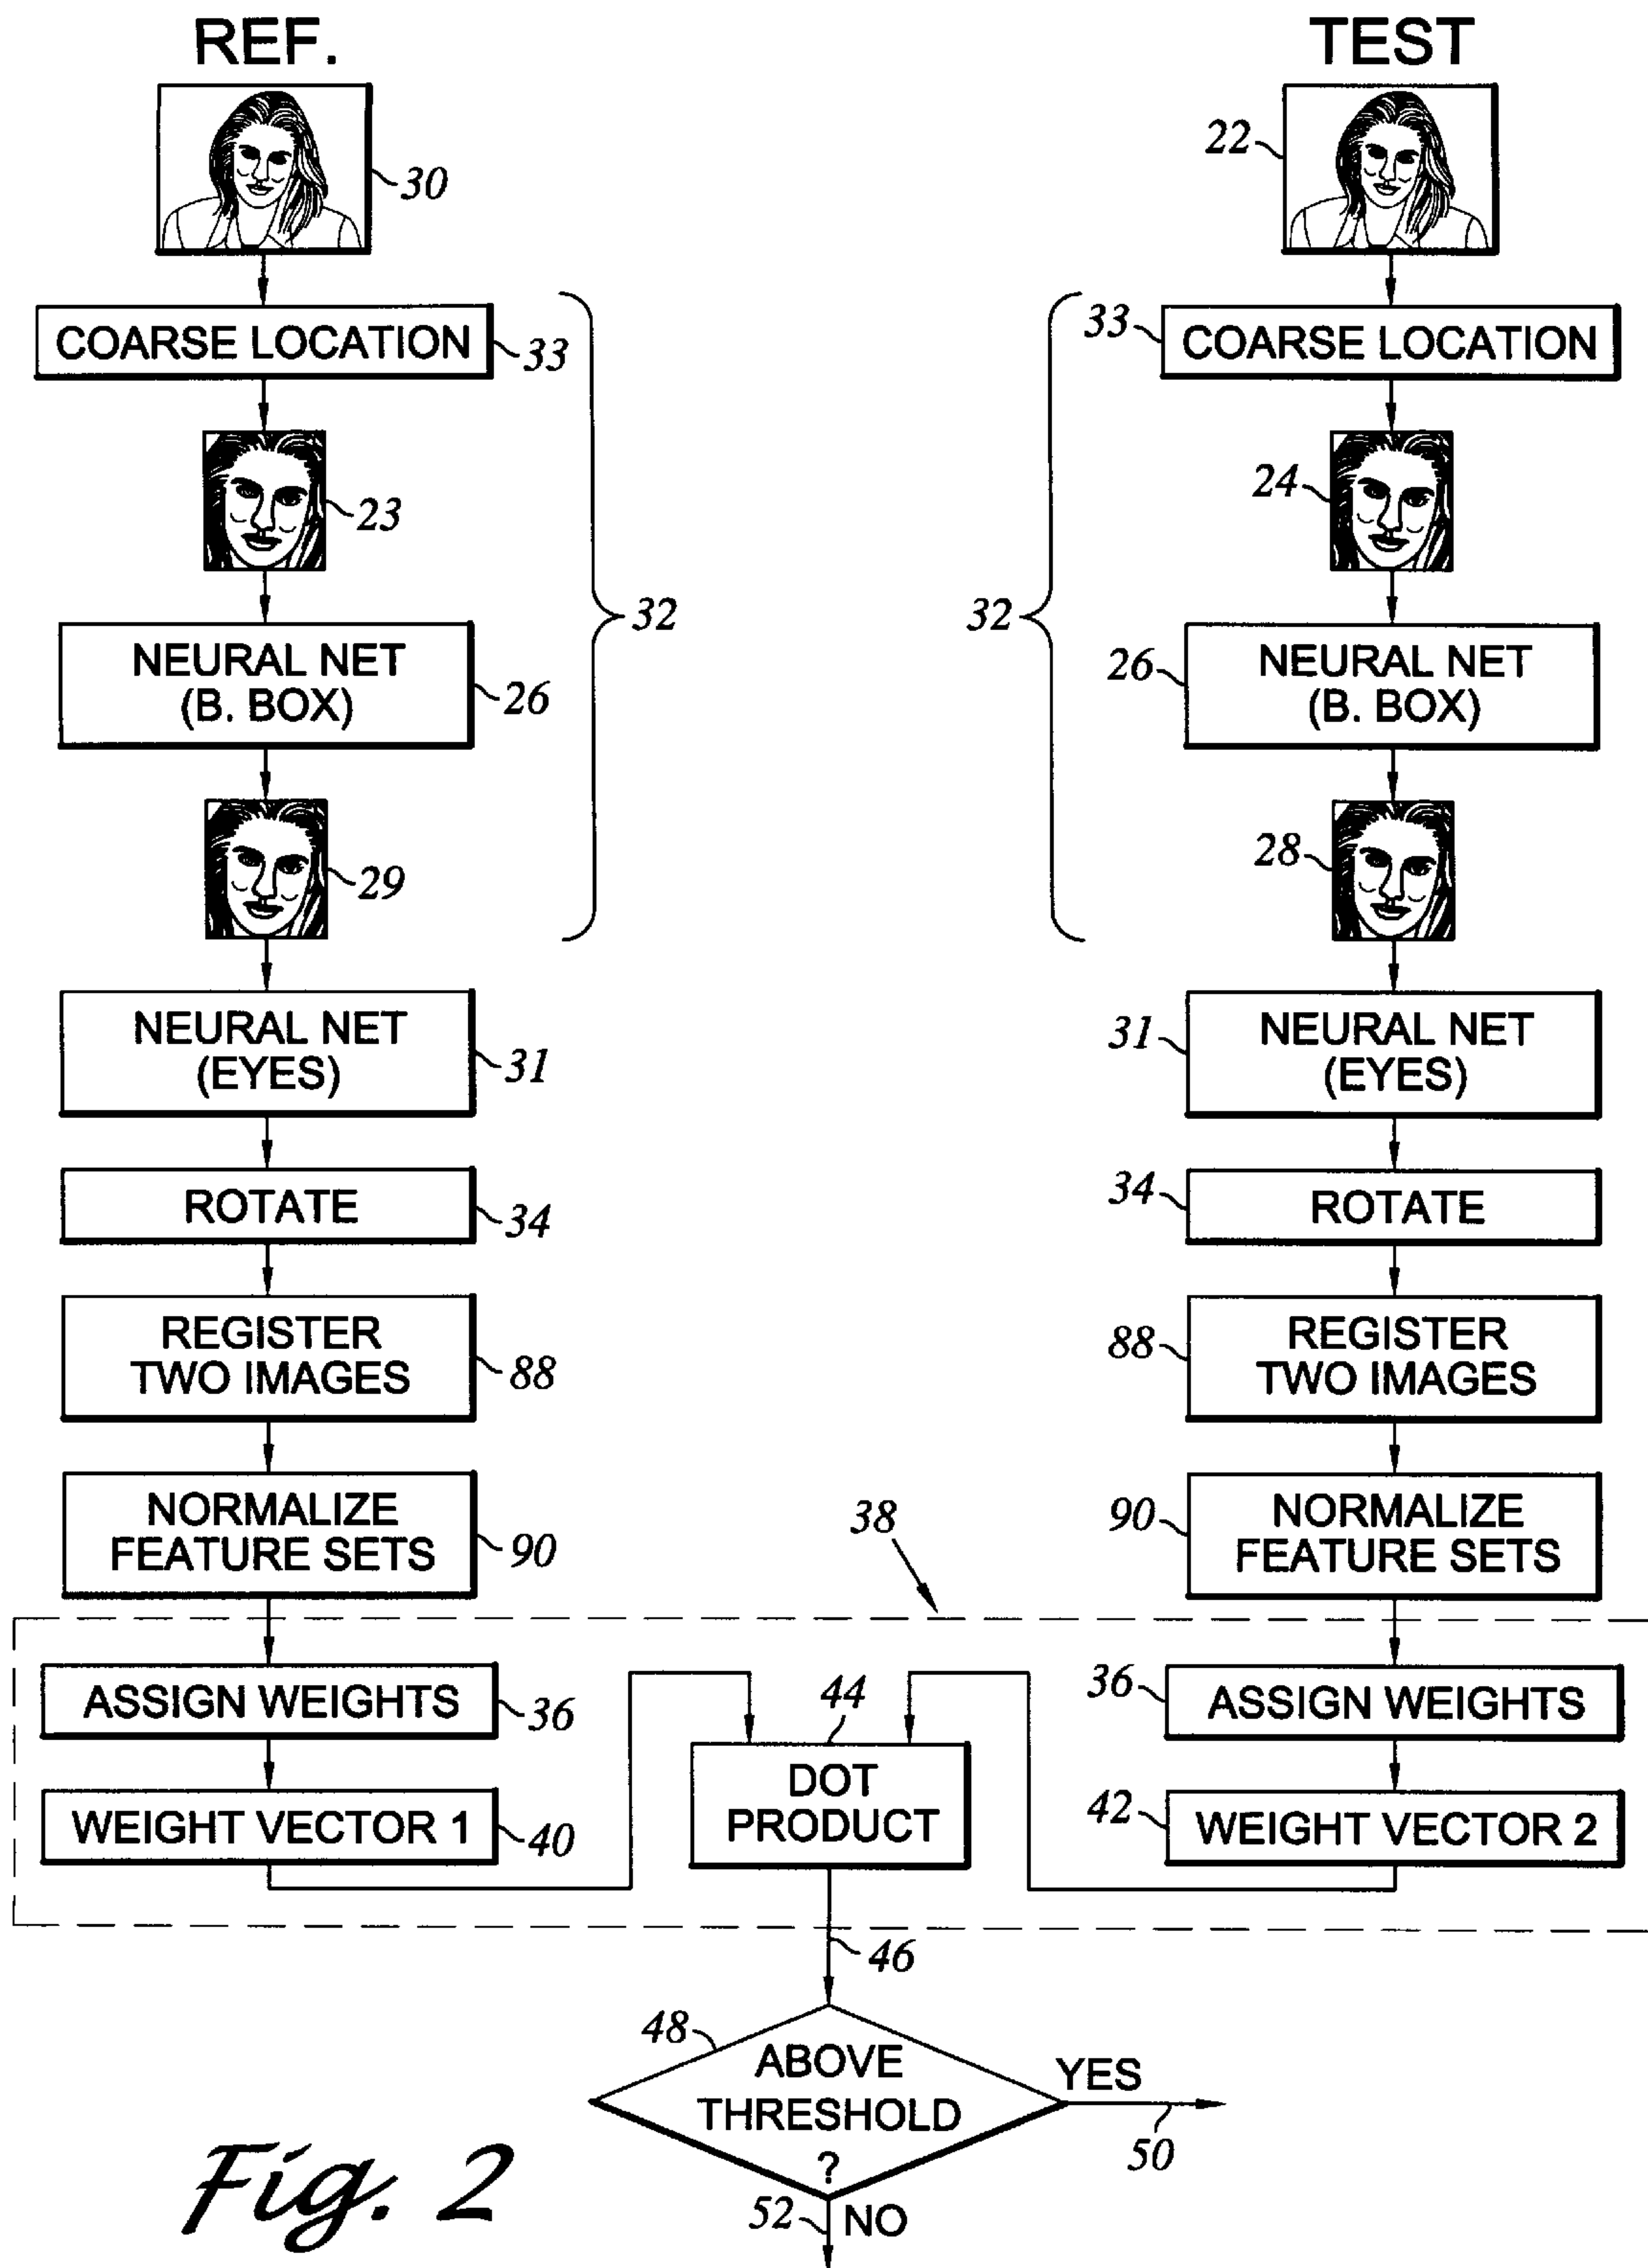 REF.
30
COARSE LOCATION
33
23
32
NEURAL NET
(B. BOX)
26
29
NEURAL NET
(EYES)
31
ROTATE
34
REGISTER
TWO IMAGES
88
NORMALIZE
FEATURE SETS
90
ASSIGN WEIGHTS
36
WEIGHT VECTOR 1
40
TEST
22
33
COARSE LOCATION
24
32
26
NEURAL NET
(B. BOX)
28
31
NEURAL NET
(EYES)
34
ROTATE
88
REGISTER
TWO IMAGES
90
NORMALIZE
FEATURE SETS
36
ASSIGN WEIGHTS
42
WEIGHT VECTOR 2
38
44
DOT
PRODUCT
46
48
ABOVE
THRESHOLD
?
YES
50
52
NO
Fig. 2